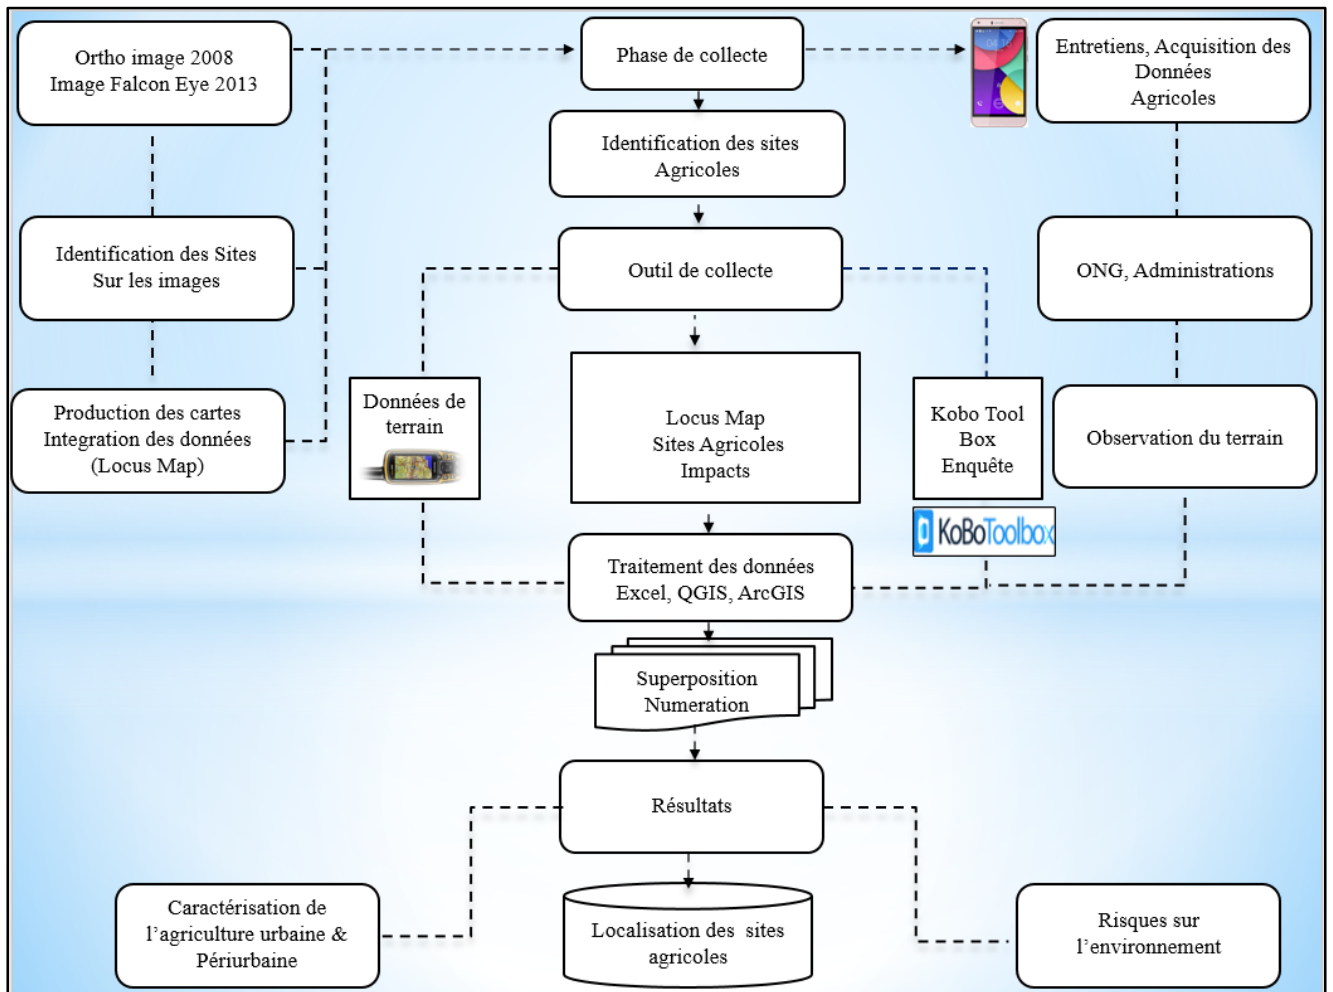 Ortho image 2008
Image Falcon Eye 2013
Phase de collecte
Entretiens, Acquisition des
Données
Agricoles
Identification des sites
Agricoles
Identification des Sites
Sur les images
Outil de collecte
ONG, Administrations
Production des cartes
Integration des données
(Locus Map)
Données de
terrain
Locus Map
Sites Agricoles
Impacts
Kobo Tool
Box
Enquête
Observation du terrain
KoBoToolbox
Traitement des données
Excel, QGIS, ArcGIS
Superposition
Numeration
Résultats
Caractérisation de
l’agriculture urbaine &
Périurbaine
Localisation des sites
agricoles
Risques sur
l’environnement